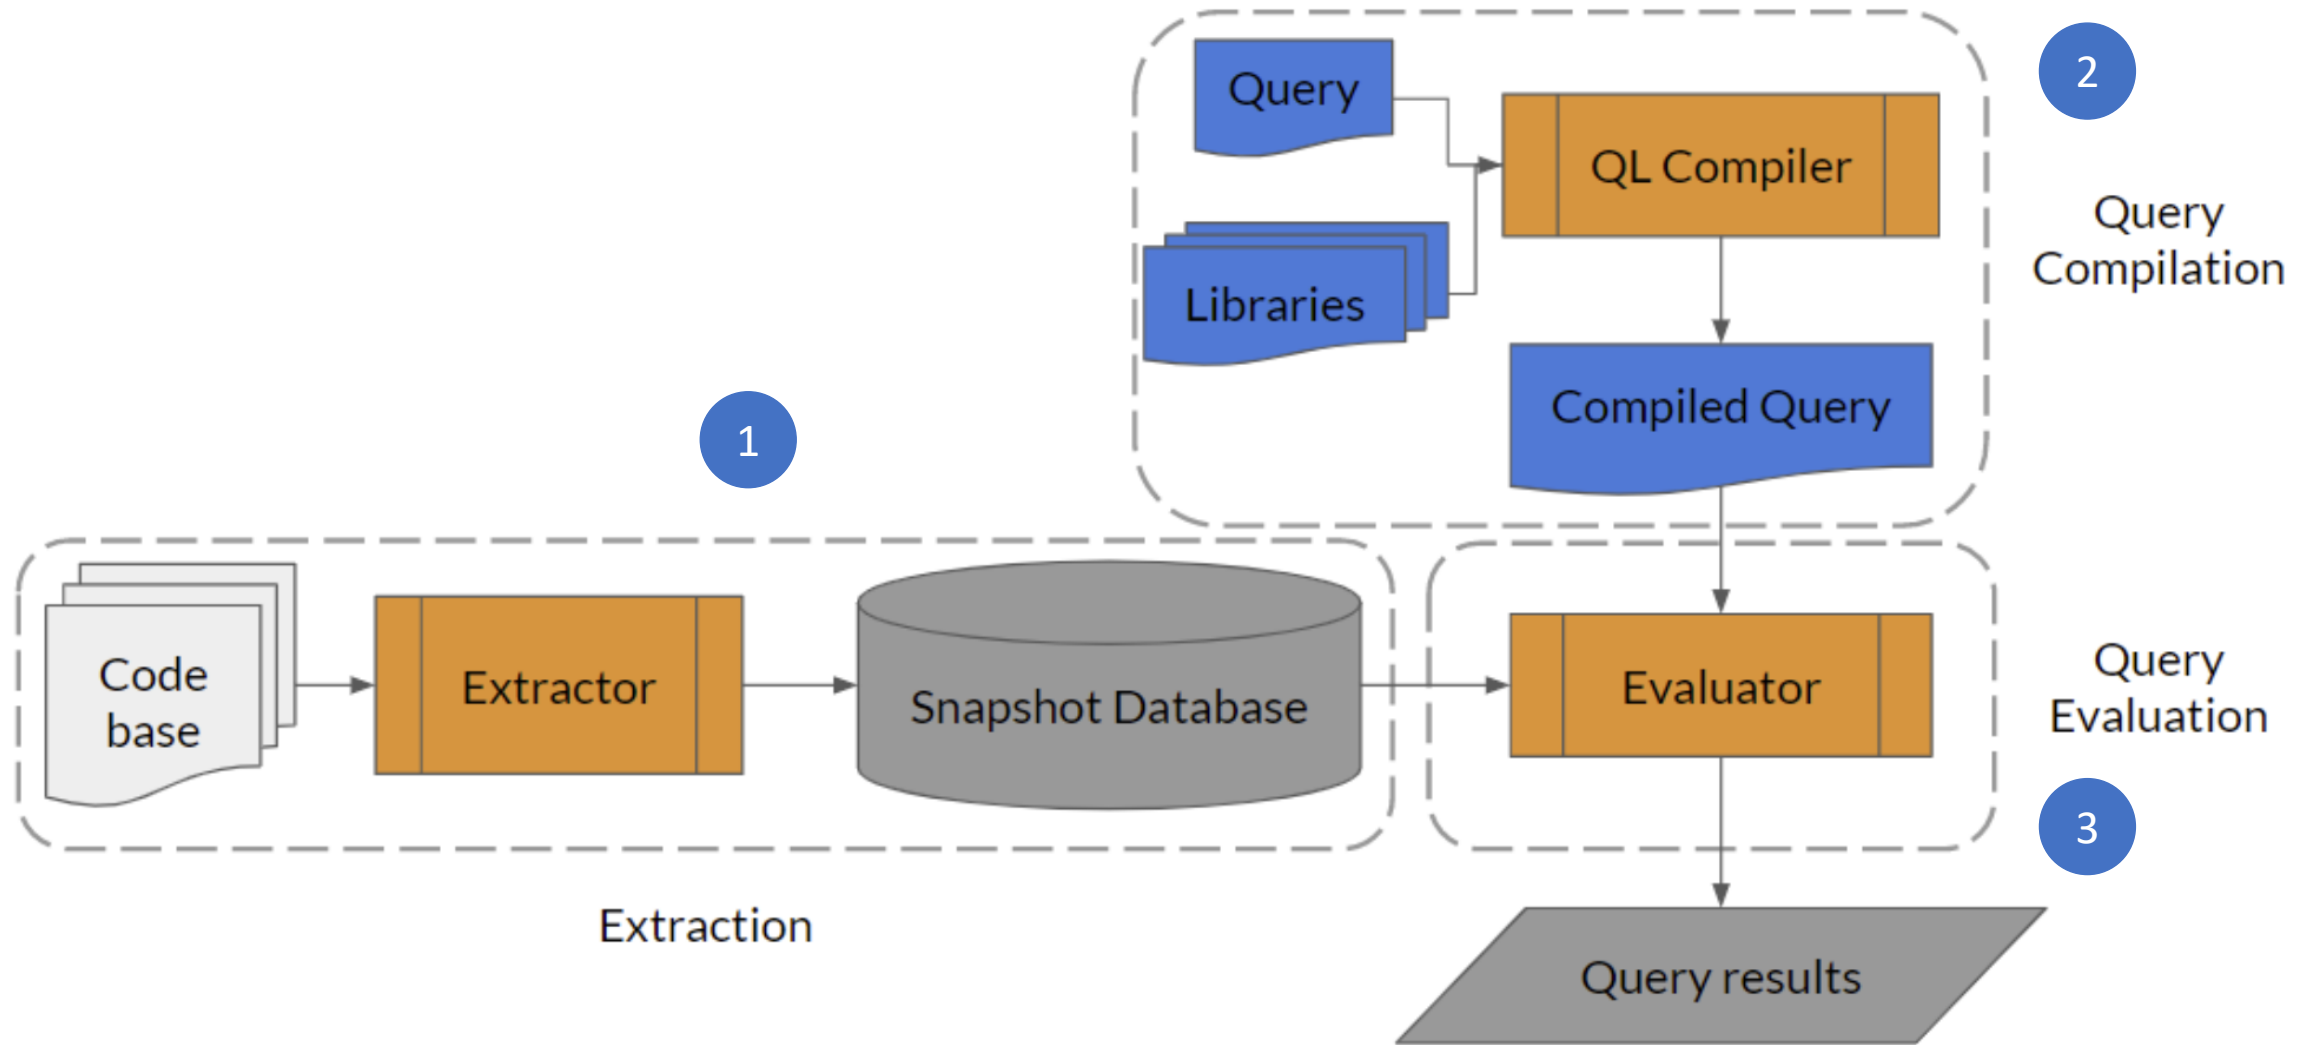 2
Query
QL Compiler
Query
Compilation
Libraries
Compiled Query
1
Code
base
Extractor
Snapshot Database
Evaluator
Query
Evaluation
3
Extraction
Query results